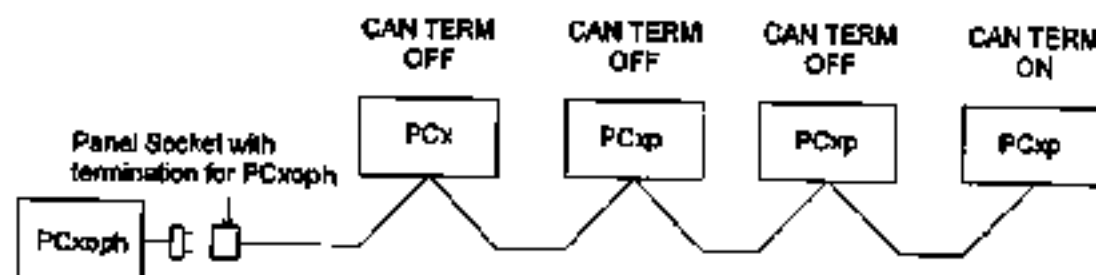 CAN TERM
OFF
CAN TERM
OFF
CAN TERM
OFF
CAN TERM
ON
PCx
PCxp
PCxp
PCxp
Panel Socket with
termination for PCxoph
PCxoph